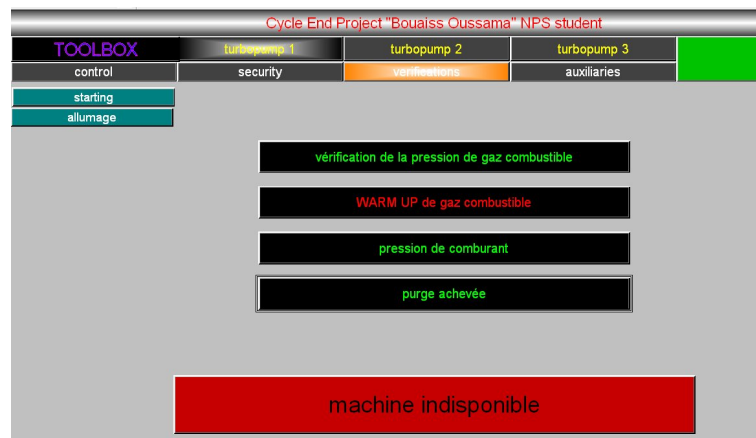 Cycle End Project "Bouaiss Oussama" NPS student
TOOLBOX turbopump 1 turbopump 2 turbopump 3
control security verifications auxiliaries
starting
allumage
vérification de la pression de gaz combustible
WARM UP de gaz combustible
pression de comburant
purge achevée
machine indisponible